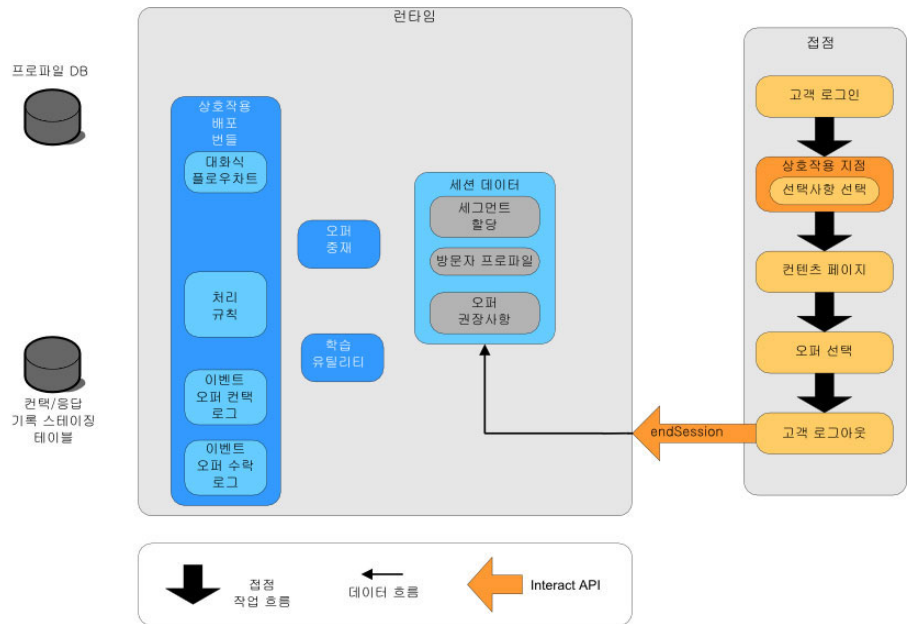 런타임
접점
프로파일 DB
상호작용
배포
번들
대화식
플로우차트
처리
규칙
이벤트
오퍼 컨택
로그
이벤트
오퍼 수락
로그
오퍼
중재
학습
유틸리티
세션 데이터
세그먼트
할당
방문자 프로파일
오퍼
권장사항
고객 로그인
상호작용 지점
선택사항 선택
컨텐츠 페이지
오퍼 선택
고객 로그아웃
endSession
컨택/응답
기록 스테이징
테이블
접점
작업 흐름
데이터 흐름
Interact API